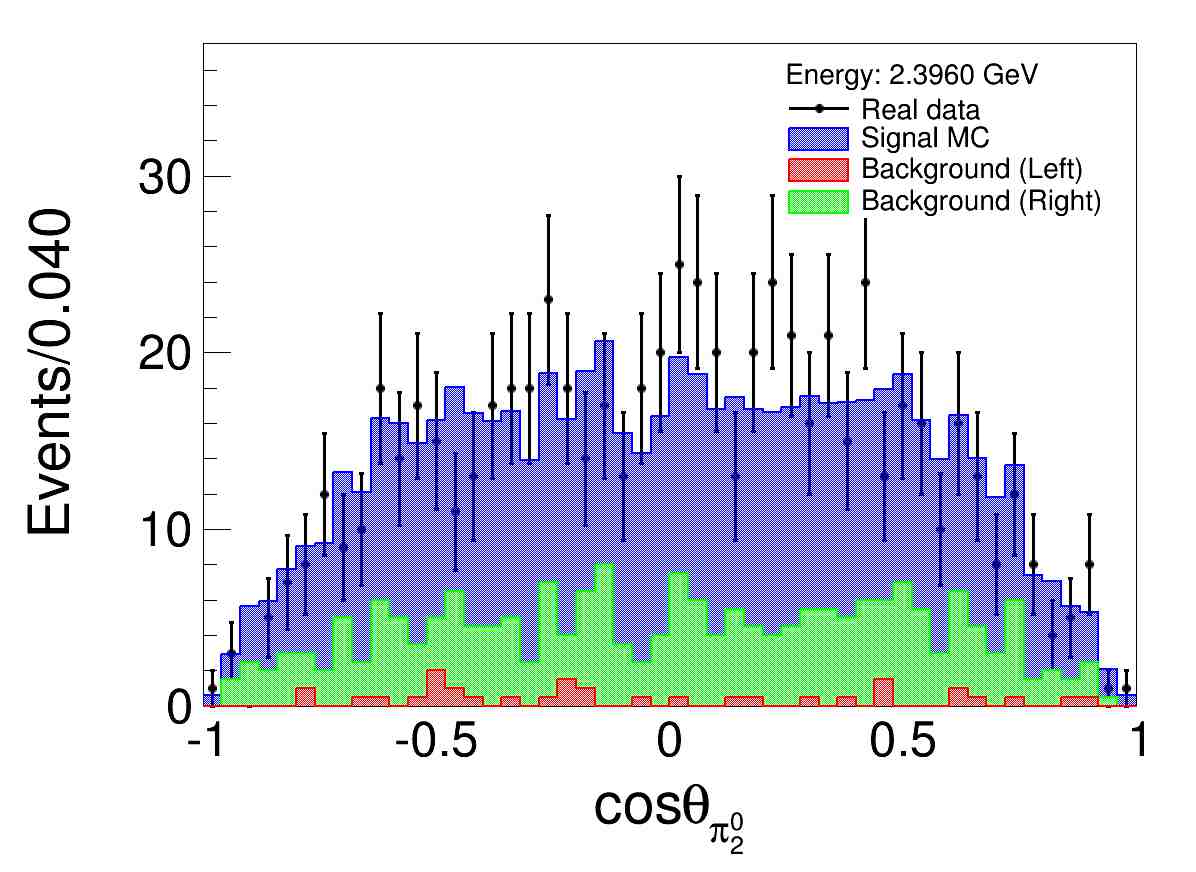 Energy: 2.3960 GeV
Real data
Signal MC
Background (Left)
Background (Right)
Events/0.040
30
20
10
0
-1 -0.5 0 0.5 1
cosθπ⁰₂